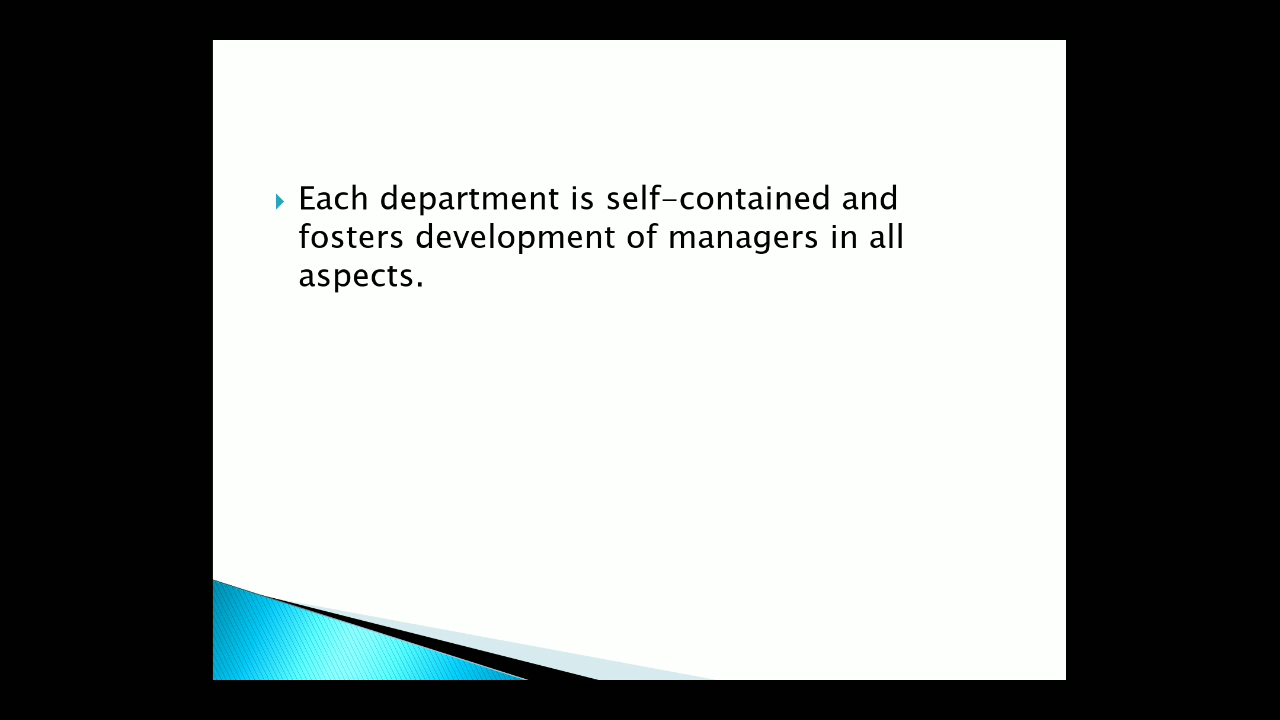 Each department is self-contained and
fosters development of managers in all
aspects.